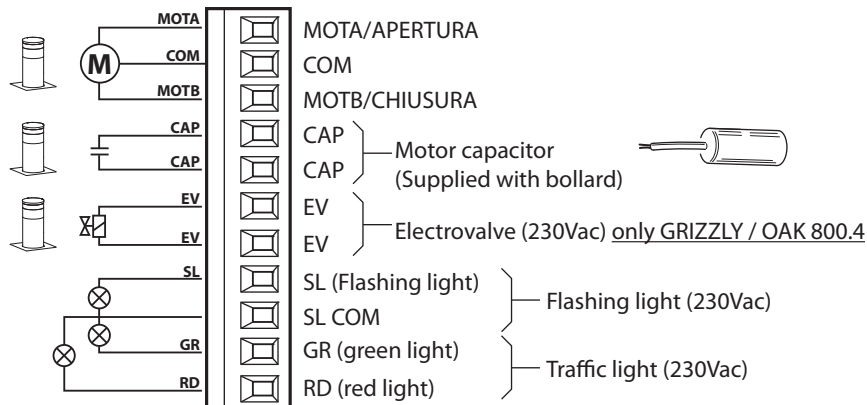 MOTA MOTA/APERTURA
M
COM COM
MOTB MOTB/CHIUSURA
CAP CAP
Motor capacitor
CAP CAP
(Supplied with bollard)
EV EV
Electrovalve (230Vac) only GRIZZLY / OAK 800.4
EV EV
SL SL (Flashing light)
Flashing light (230Vac)
SL COM
GR GR (green light)
Traffic light (230Vac)
RD RD (red light)